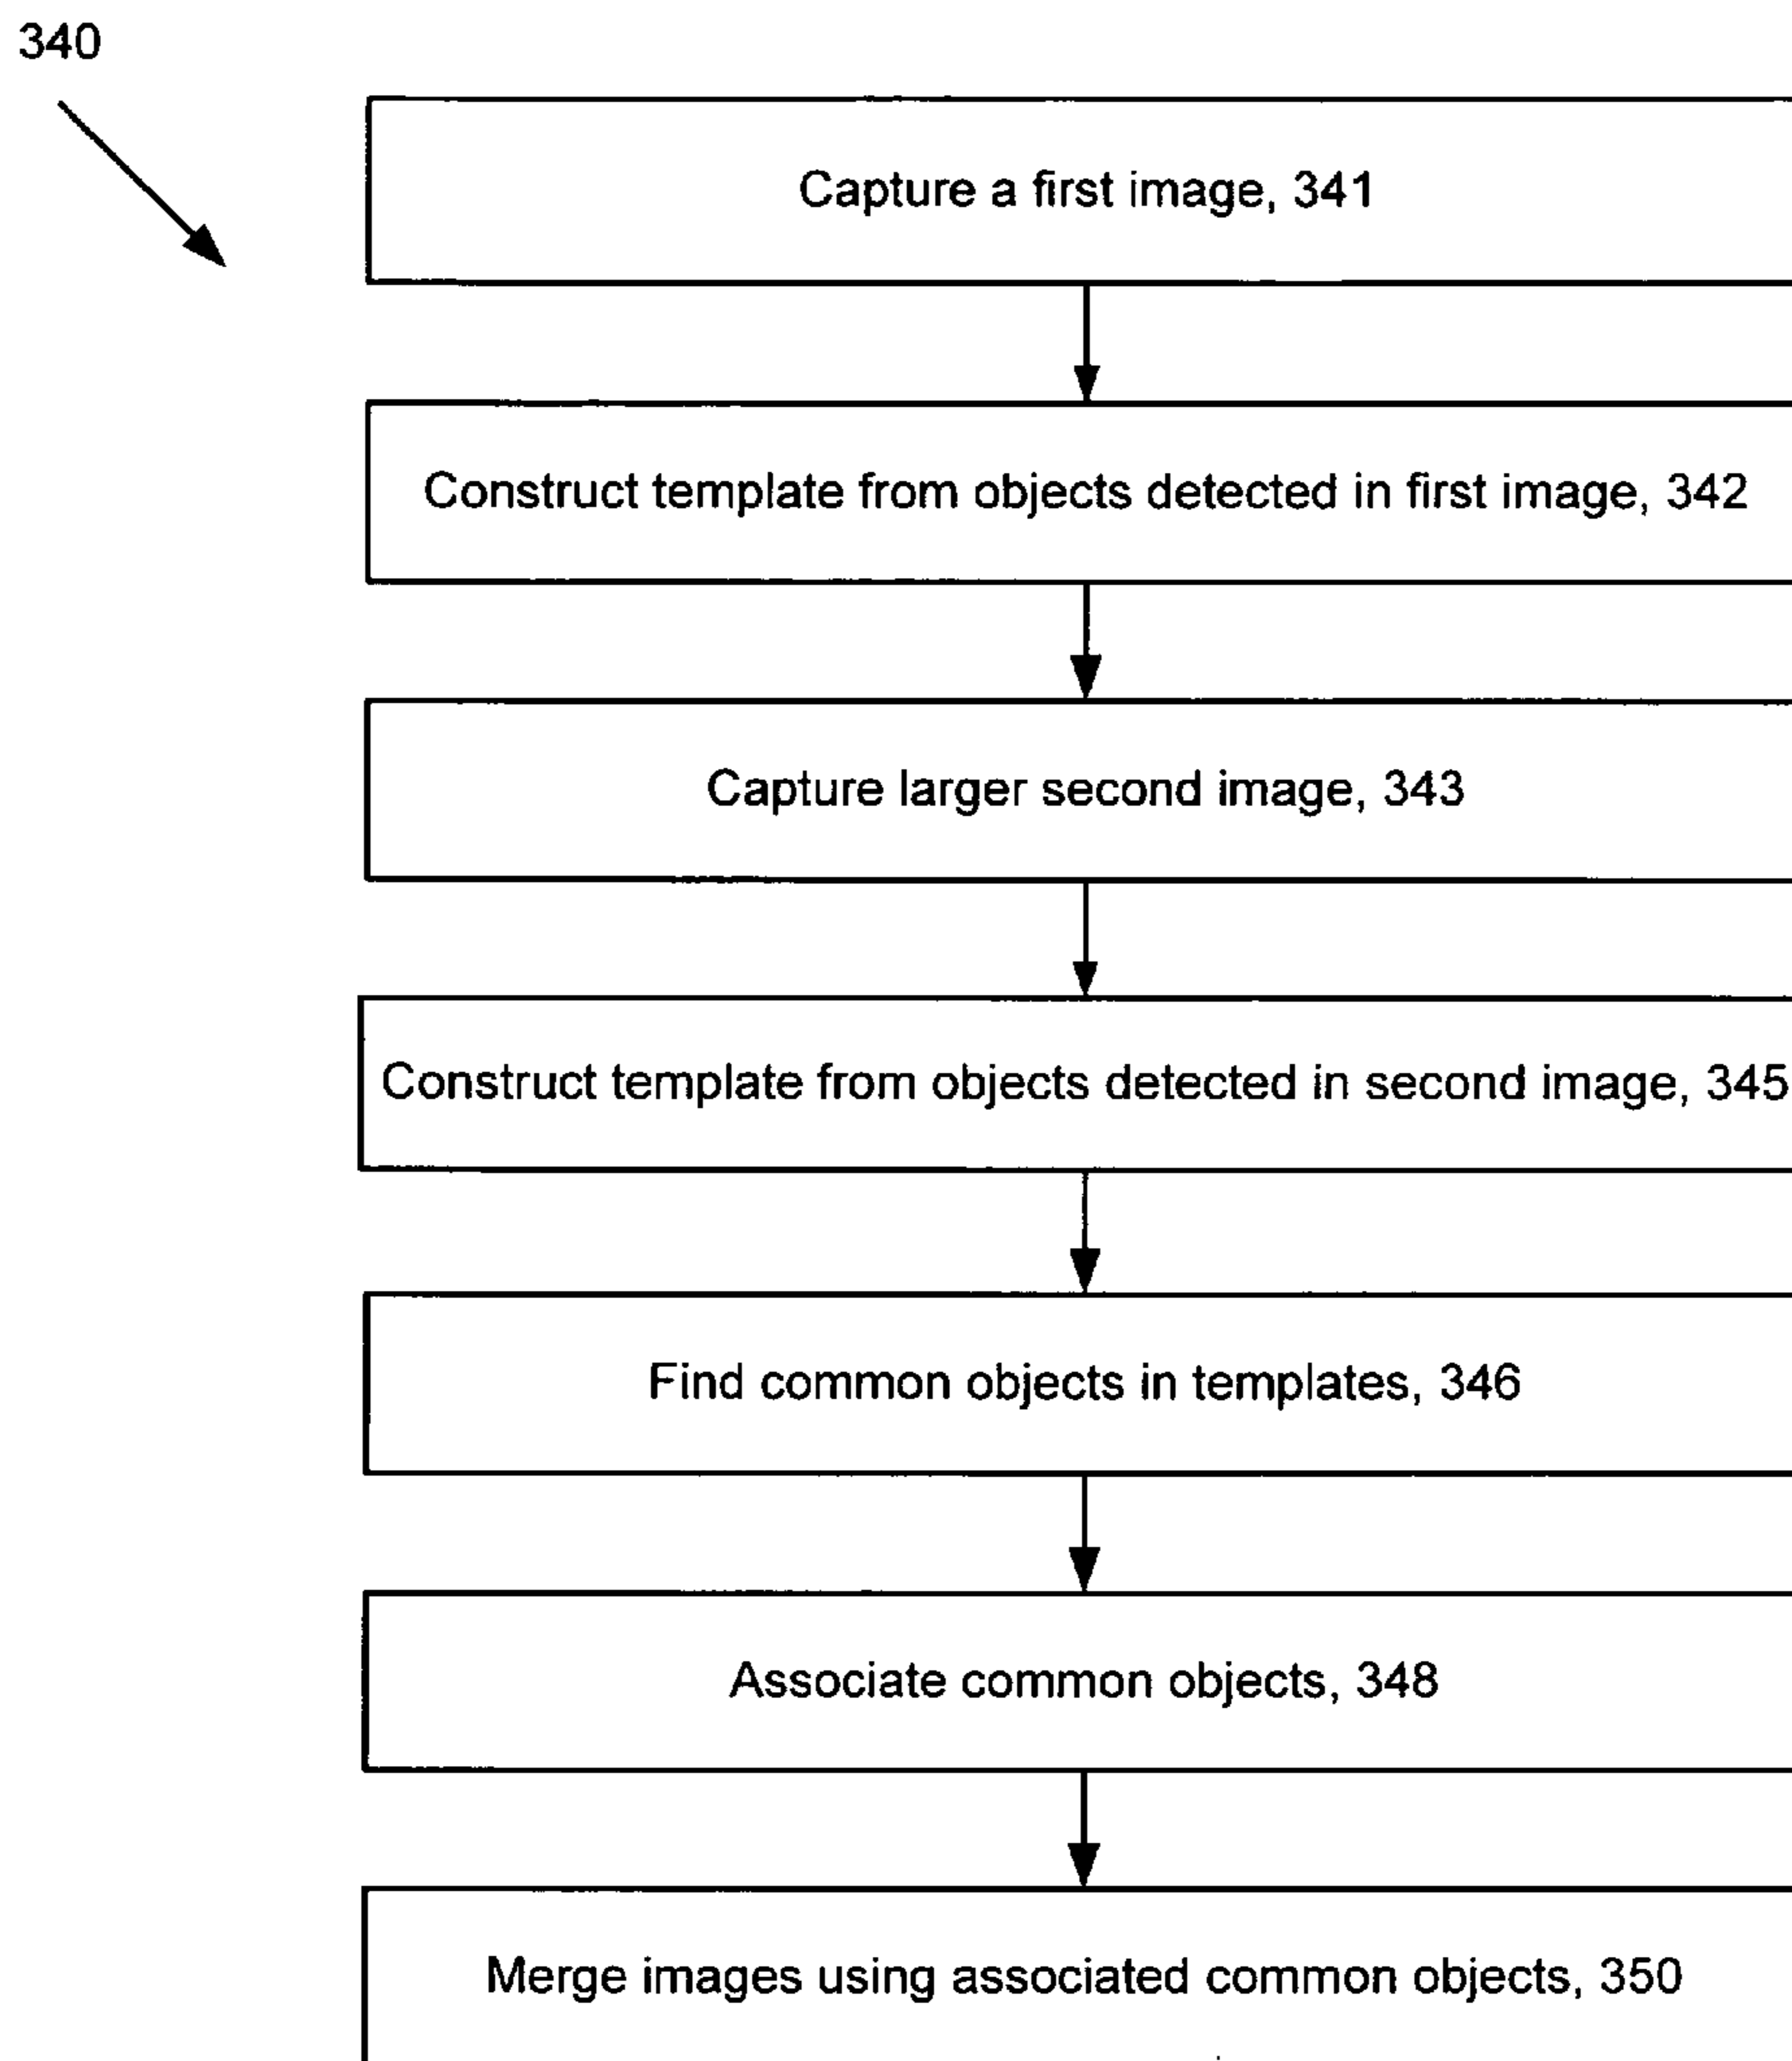 340
Capture a first image, 341
Construct template from objects detected in first image, 342
Capture larger second image, 343
Construct template from objects detected in second image, 345
Find common objects in templates, 346
Associate common objects, 348
Merge images using associated common objects, 350